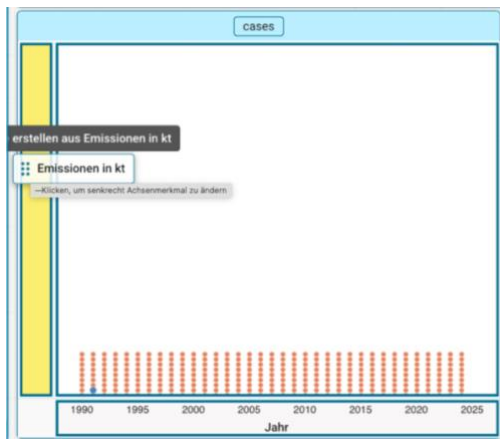 cases
erstellen aus Emissionen in kt
Emissionen in kt
—Klicken, um senkrecht Achsenmerkmal zu ändern
1990 1995 2000 2005 2010 2015 2020 2025
Jahr